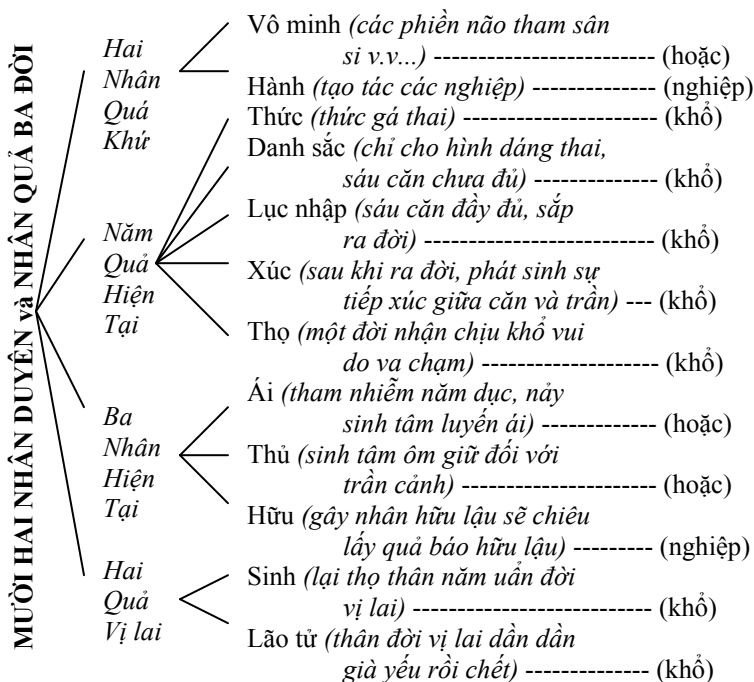 MƯỜI HAI NHÂN DUYÊN và NHÂN QUẢ BA ĐỜI
Hai
Nhân
Quá
Khứ
Vô minh (các phiền não tham sân
si v.v...) -------------------------- (hoặc)
Hành (tạo tác các nghiệp) --------------- (nghiệp)
Năm
Quả
Hiện
Tại
Thức (thức gá thai) ----------------------- (khổ)
Danh sắc (chỉ cho hình dáng thai,
sáu căn chưa đủ) -------------- (khổ)
Lục nhập (sáu căn đầy đủ, sắp
ra đời) -------------------------- (khổ)
Xúc (sau khi ra đời, phát sinh sự
tiếp xúc giữa căn và trần) --- (khổ)
Thọ (một đời nhận chịu khổ vui
do va chạm) -------------------- (khổ)
Ba
Nhân
Hiện
Tại
Ái (tham nhiễm năm dục, nảy
sinh tâm luyến ái) ------------- (hoặc)
Thủ (sinh tâm ôm giữ đối với
trần cảnh) ---------------------- (hoặc)
Hữu (gây nhân hữu lậu sẽ chiêu
lấy quả báo hữu lậu) --------- (nghiệp)
Hai
Quả
Vị lai
Sinh (lại thọ thân năm uẩn đời
vị lai) --------------------------- (khổ)
Lão tử (thân đời vị lai dần dần
già yếu rồi chết) -------------- (khổ)